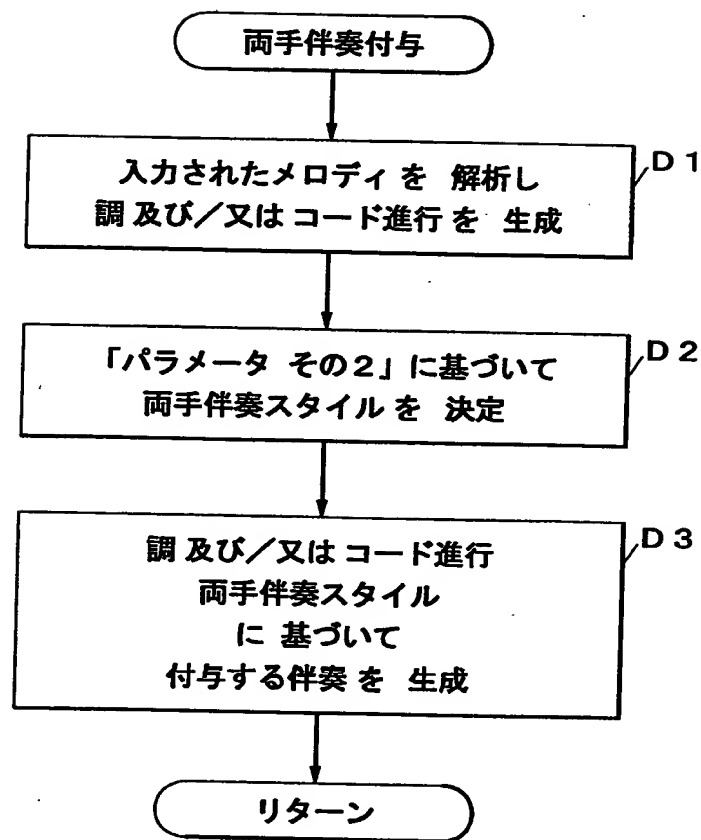 両手伴奏付与
入力されたメロディを 解析し
D1
調及び／又はコード進行を 生成
「パラメータ その2」に基づいて
D2
両手伴奏スタイルを 決定
調及び／又はコード進行
D3
両手伴奏スタイル
に 基づいて
付与する伴奏を 生成
リターン